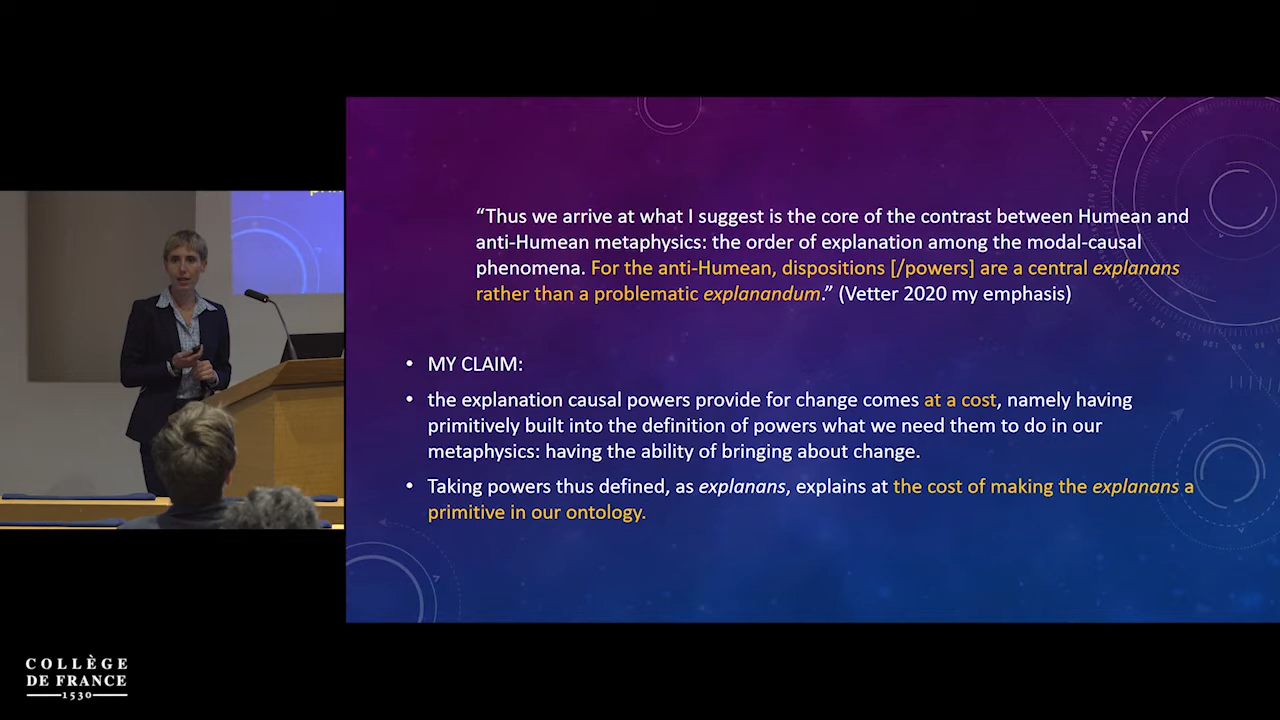 “Thus we arrive at what I suggest is the core of the contrast between Humean and
anti-Humean metaphysics: the order of explanation among the modal-causal
phenomena. For the anti-Humean, dispositions [/powers] are a central explanans
rather than a problematic explanandum.” (Vetter 2020 my emphasis)
• MY CLAIM:
• the explanation causal powers provide for change comes at a cost, namely having
primitively built into the definition of powers what we need them to do in our
metaphysics: having the ability of bringing about change.
• Taking powers thus defined, as explanans, explains at the cost of making the explanans a
primitive in our ontology.
COLLÈGE
DE FRANCE
1530